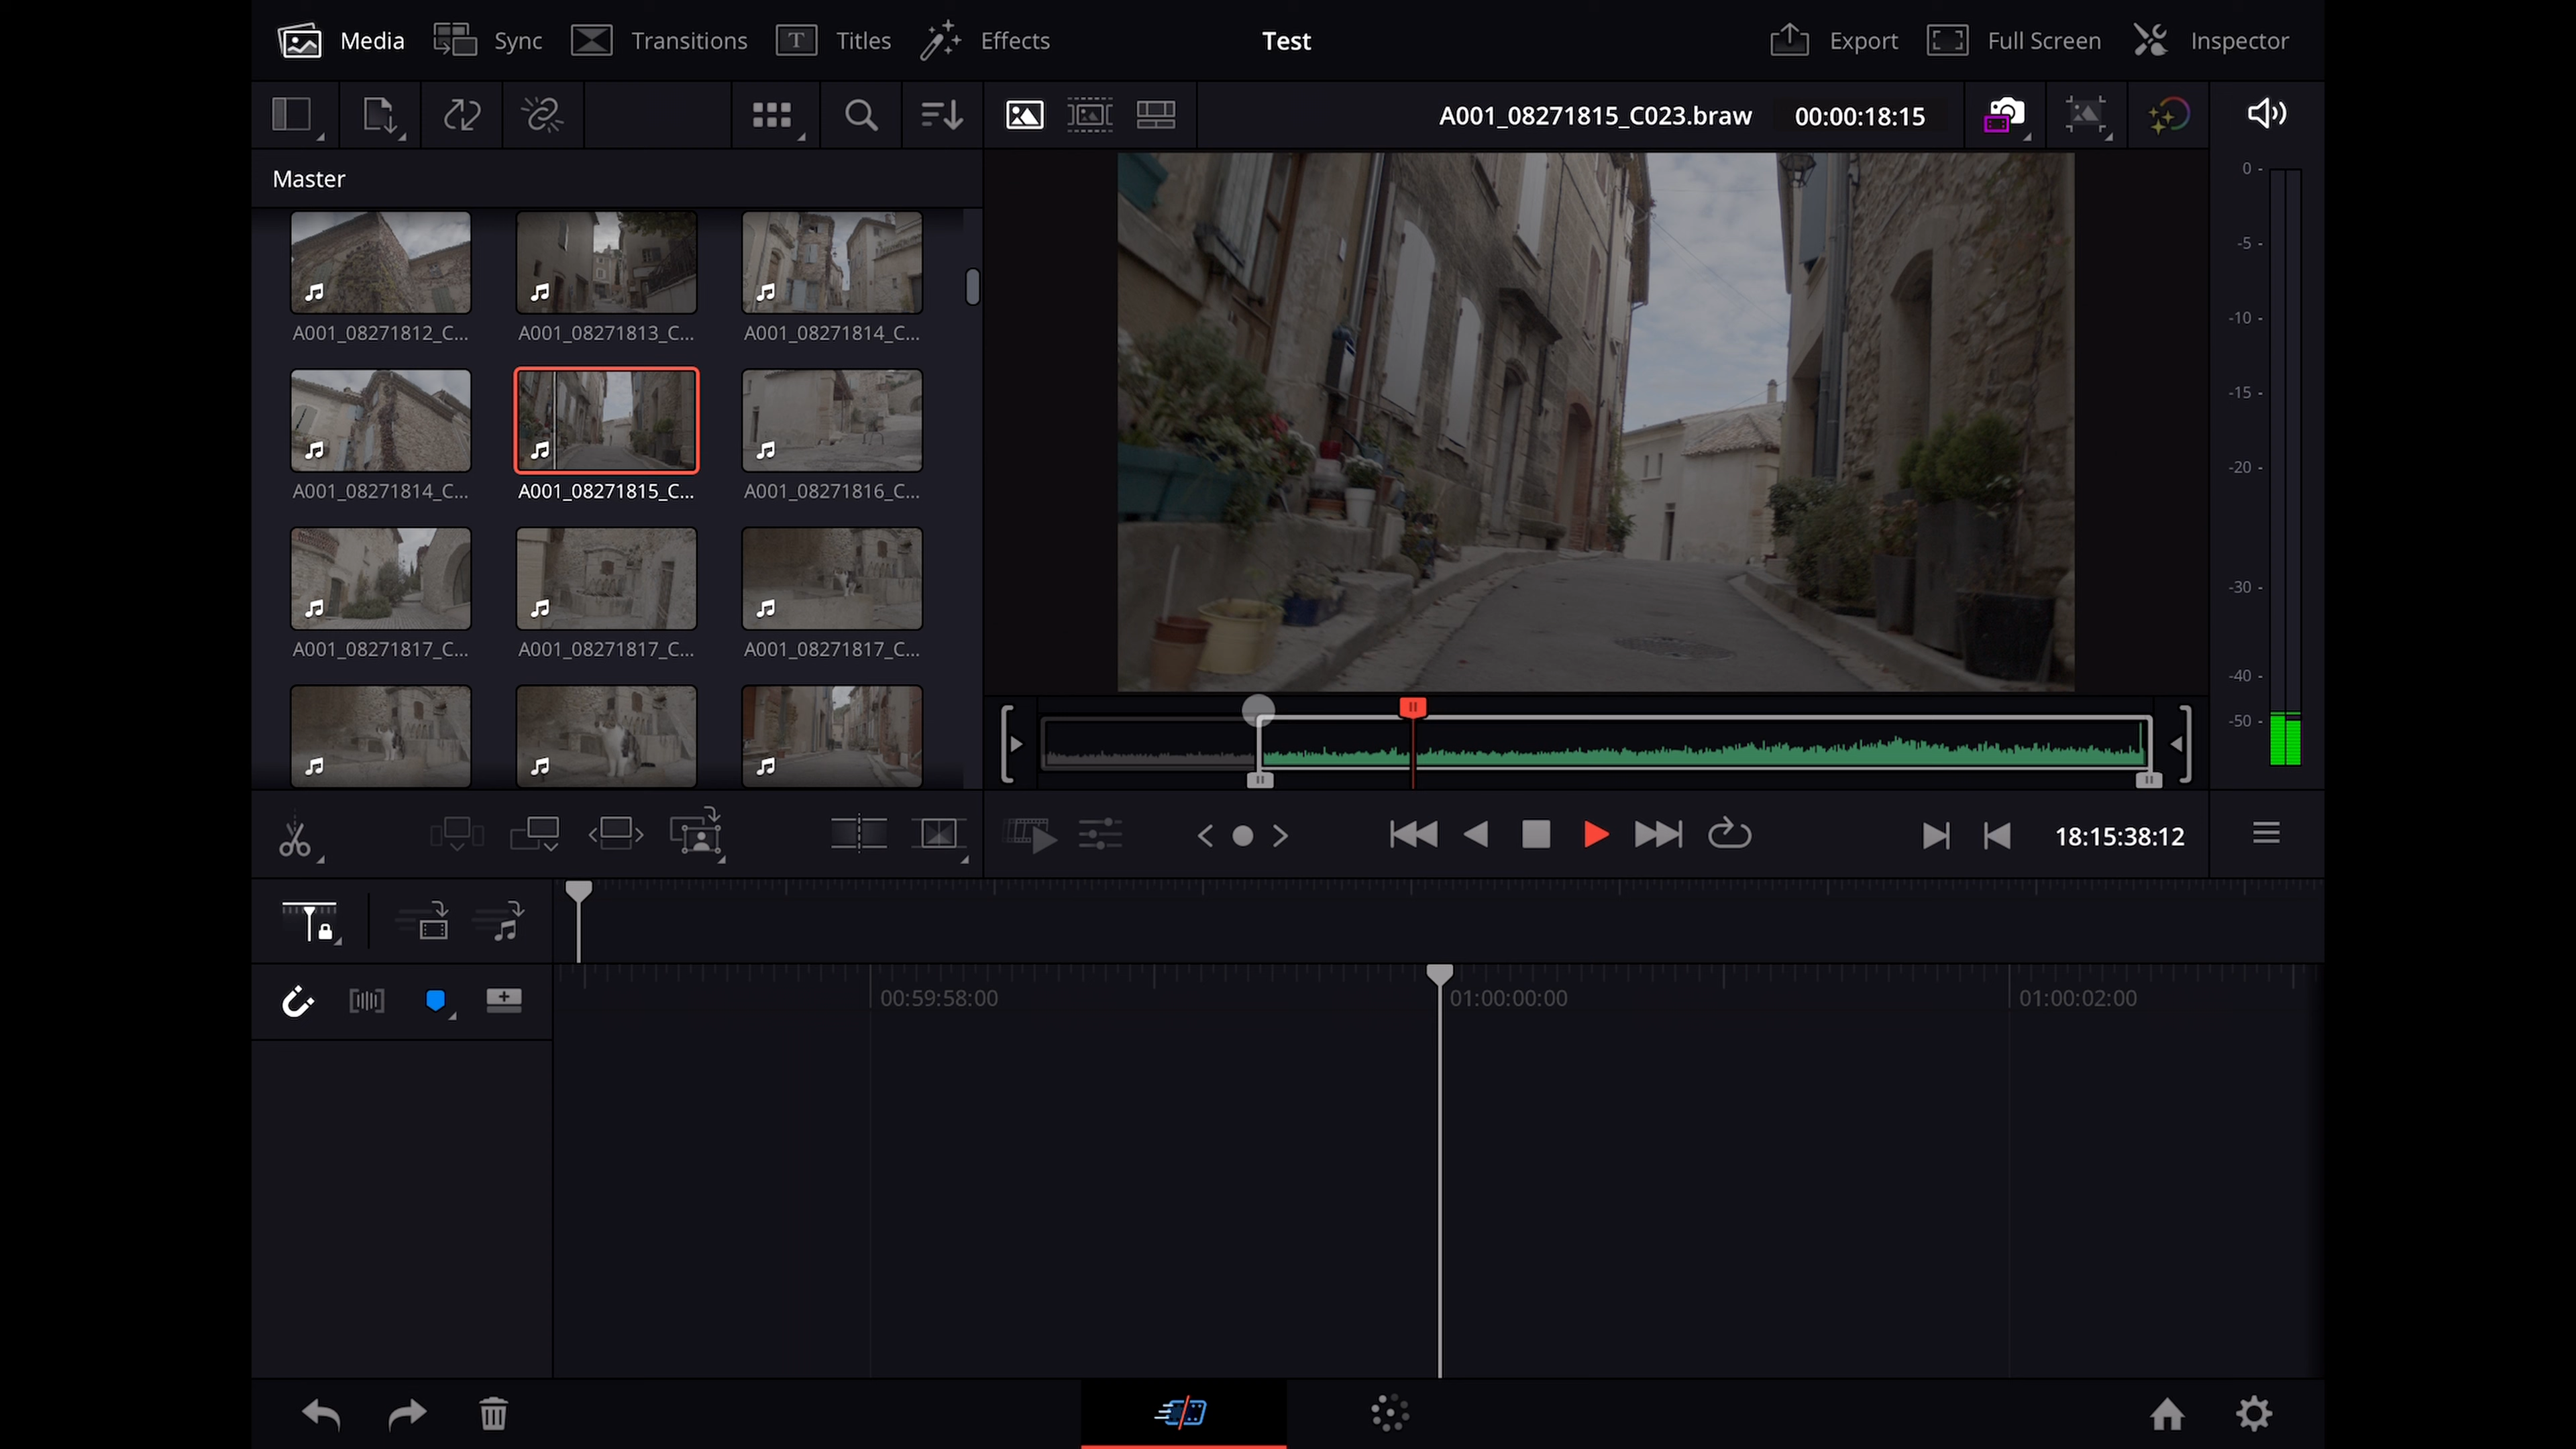 Media Sync Transitions T Titles Effects Test Export Full Screen Inspector
A001_08271815_C023.braw 00:00:18:15
Master
A001_08271812_C... A001_08271813_C... A001_08271814_C...
A001_08271814_C... A001_08271815_C... A001_08271816_C...
A001_08271817_C... A001_08271817_C... A001_08271817_C...
0 -
-5 -
-10 -
-15 -
-20 -
-30 -
-40 -
-50 -
18:15:38:12
00:59:58:00 01:00:00:00 01:00:02:00